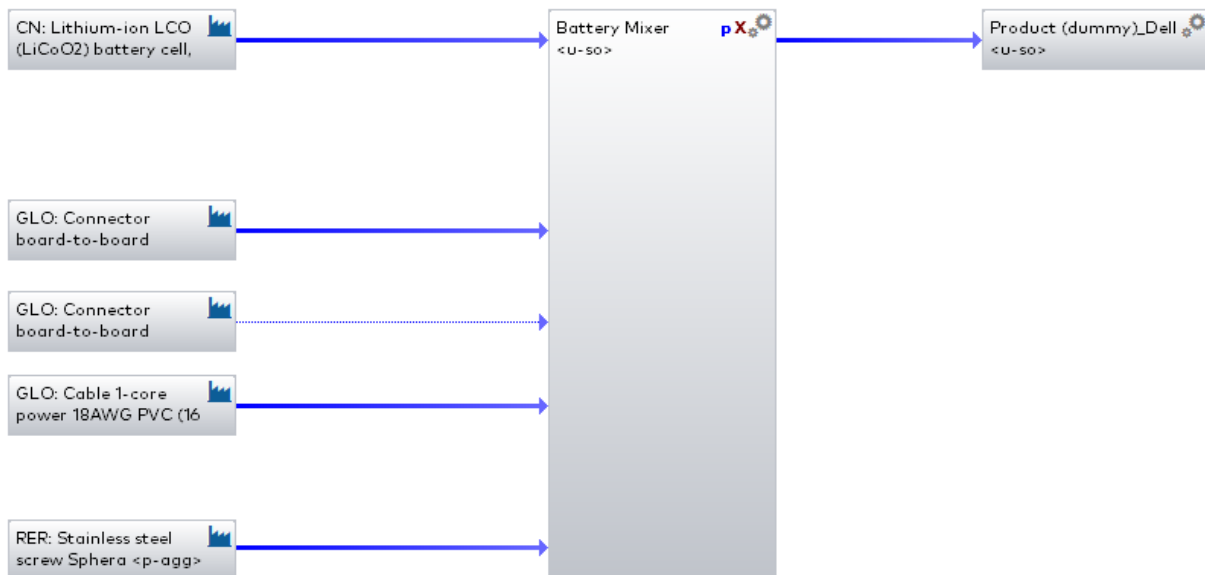 CN: Lithium-ion LCO
(LiCoO2) battery cell,
Battery Mixer
pX
<u-so>
Product (dummy)_Dell
<u-so>
GLO: Connector
board-to-board
GLO: Connector
board-to-board
GLO: Cable 1-core
power 18AWG PVC (16
RER: Stainless steel
screw Sphera <p-agg>